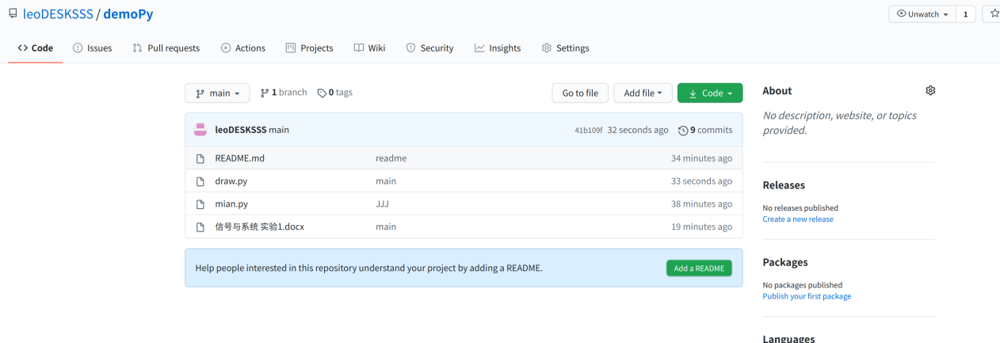 leoDESKSSS / demoPy
Unwatch 1
Code Issues Pull requests Actions Projects Wiki Security Insights Settings
main 1 branch 0 tags Go to file Add file Code
leoDESKSSS main 41b109f 32 seconds ago 9 commits
README.md readme 34 minutes ago
draw.py main 33 seconds ago
mian.py JJJ 38 minutes ago
信号与系统 实验1.docx main 19 minutes ago
Help people interested in this repository understand your project by adding a README. Add a README
About
No description, website, or topics
provided.
Releases
No releases published
Create a new release
Packages
No packages published
Publish your first package
Languages